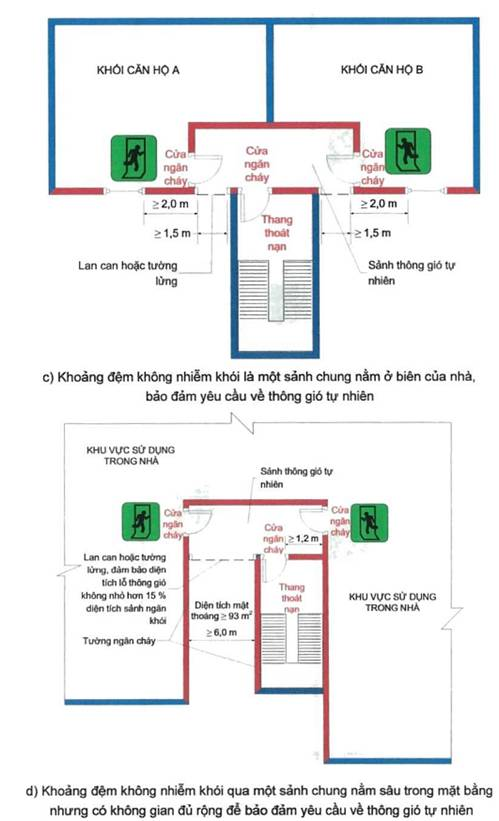 KHỐI CĂN HỘ A
KHỐI CĂN HỘ B
Cửa
ngăn
cháy
Cửa
ngăn
cháy
Cửa
ngăn
cháy
≥ 2,0 m
≥ 2,0 m
≥ 1,5 m
≥ 1,5 m
Thang
thoát
nạn
Lan can hoặc tường
lửng
Sảnh thông gió tự
nhiên
c) Khoảng đệm không nhiễm khói là một sảnh chung nằm ở biên của nhà,
bảo đảm yêu cầu về thông gió tự nhiên
KHU VỰC SỬ DỤNG
TRONG NHÀ
Sảnh thông gió tự
nhiên
Cửa
ngăn
cháy
Cửa
ngăn
cháy
Cửa
ngăn
cháy
≥ 1,2 m
Lan can hoặc tường
lửng, đảm bảo diện
tích lỗ thông gió
không nhỏ hơn 15 %
diện tích sảnh ngăn
khói
Tường ngăn cháy
Diện tích mặt
thoáng ≥ 93 m²
≥ 6,0 m
Thang
thoát
nạn
KHU VỰC SỬ DỤNG
TRONG NHÀ
d) Khoảng đệm không nhiễm khói qua một sảnh chung nằm sâu trong mặt bằng
nhưng có không gian đủ rộng để bảo đảm yêu cầu về thông gió tự nhiên